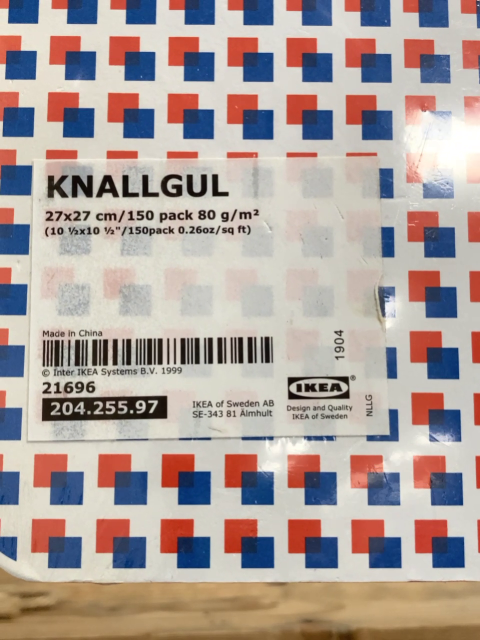 KNALLGUL
27x27 cm/150 pack 80 g/m²
(10 ½x10 ½"/150pack 0.26oz/sq ft)
Made in China
© Inter IKEA Systems B.V. 1999
21696
204.255.97
IKEA of Sweden AB
SE-343 81 Älmhult
1904
IKEA®
Design and Quality
IKEA of Sweden
NLLG